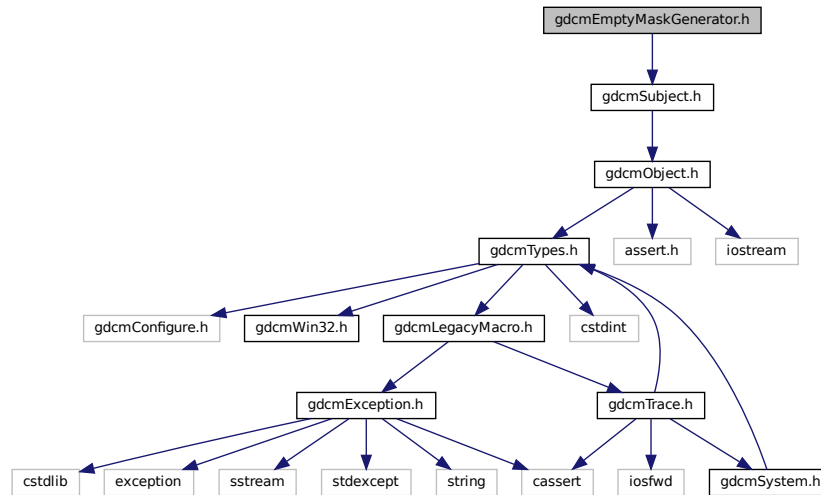 gdcmEmptyMaskGenerator.h
gdcmSubject.h
gdcmObject.h
gdcmTypes.h
assert.h
iostream
gdcmConfigure.h
gdcmWin32.h
gdcmLegacyMacro.h
cstdint
gdcmException.h
gdcmTrace.h
cstdlib
exception
sstream
stdexcept
string
cassert
iosfwd
gdcmSystem.h